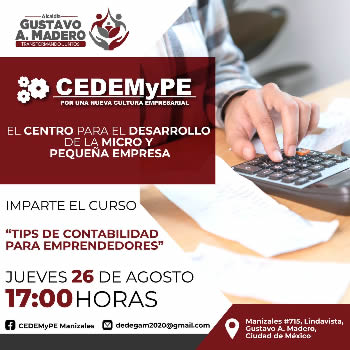 Alcaldía
GUSTAVO
A. MADERO
TRANSFORMANDO JUNTOS
CEDEMyPE
POR UNA NUEVA CULTURA EMPRESARIAL
EL CENTRO PARA EL DESARROLLO
DE LA MICRO Y
PEQUEÑA EMPRESA
IMPARTE EL CURSO
“TIPS DE CONTABILIDAD
PARA EMPRENDEDORES”
JUEVES 26 DE AGOSTO
17:00 HORAS
CEDEMyPE Manizales
dedegam2020@gmail.com
Manizales #715, Lindavista,
Gustavo A. Madero,
Ciudad de México